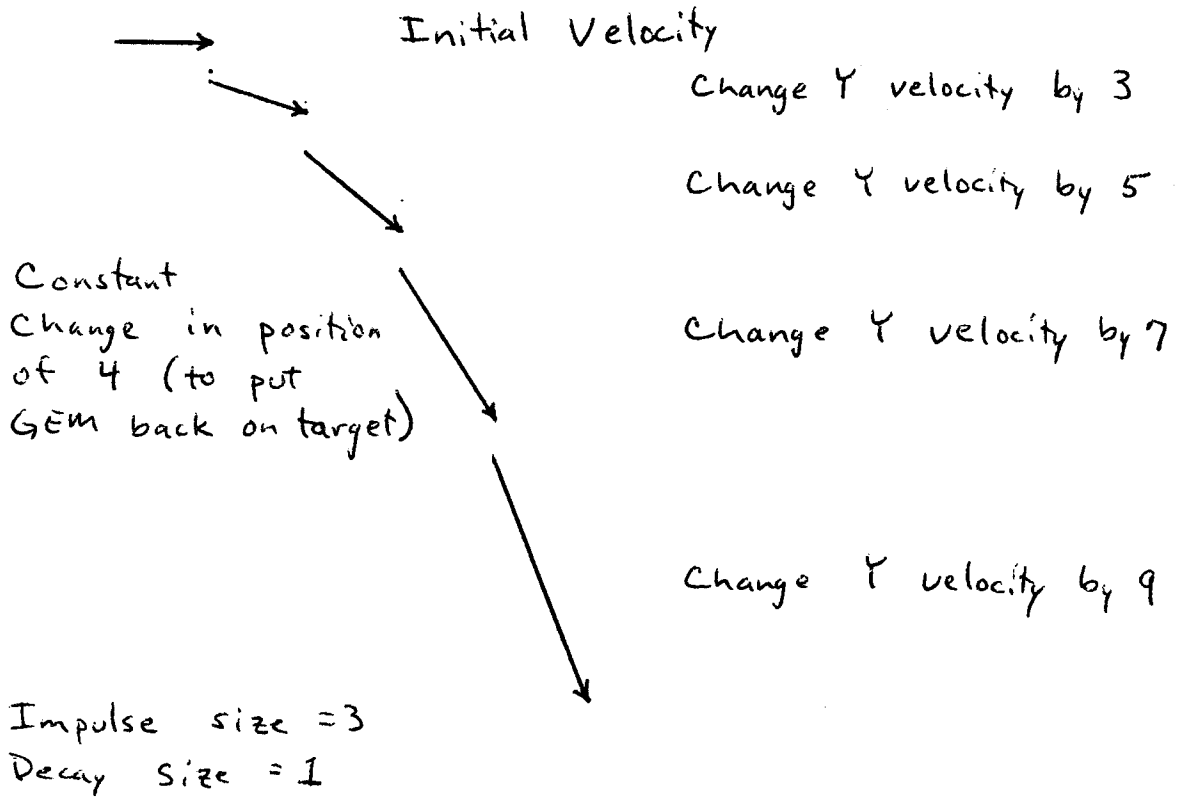 Initial Velocity
Change Y velocity by 3
Change Y velocity by 5
Constant
Change in position
of 4 (to put
GEM back on target)
Change Y velocity by 7
Change Y velocity by 9
Impulse size = 3
Decay size = 1